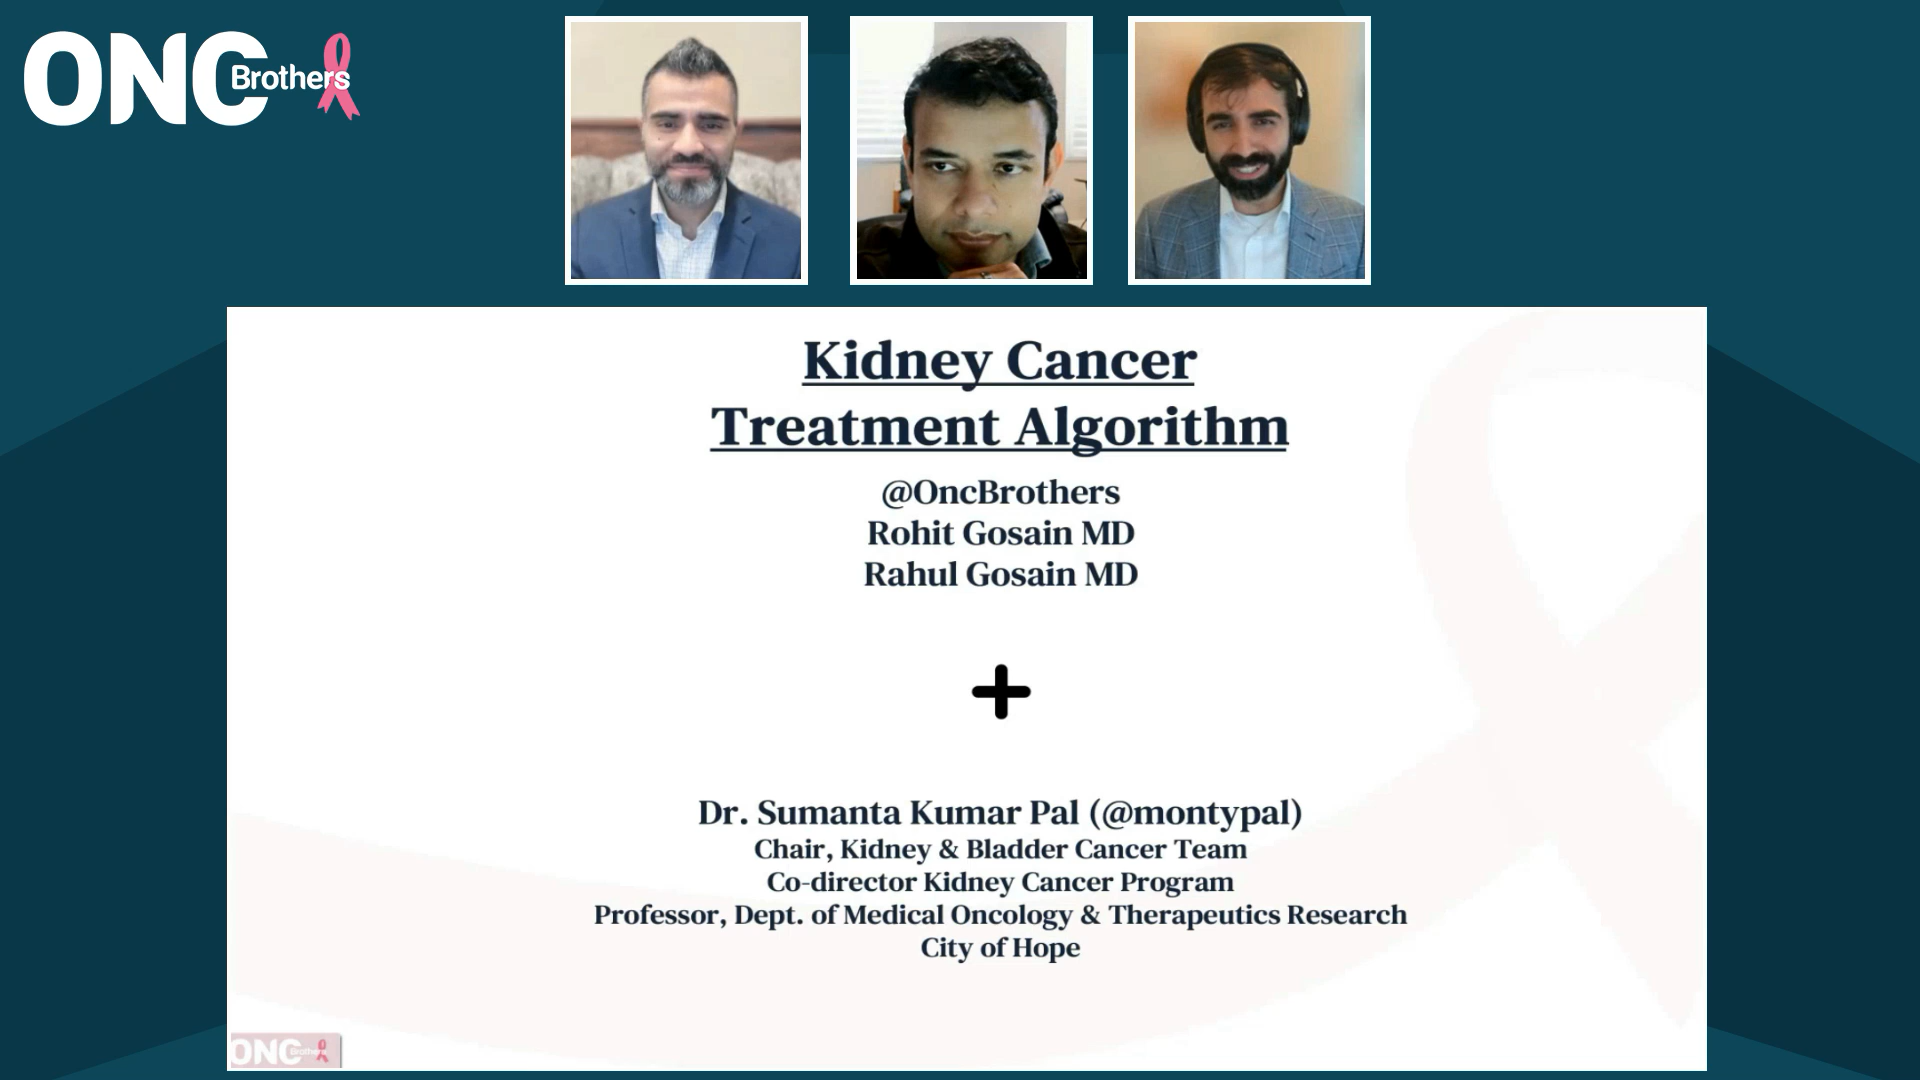 ONC Brothers
Kidney Cancer
Treatment Algorithm
@OncBrothers
Rohit Gosain MD
Rahul Gosain MD
+
Dr. Sumanta Kumar Pal (@montypal)
Chair, Kidney & Bladder Cancer Team
Co-director Kidney Cancer Program
Professor, Dept. of Medical Oncology & Therapeutics Research
City of Hope
ONC Brothers